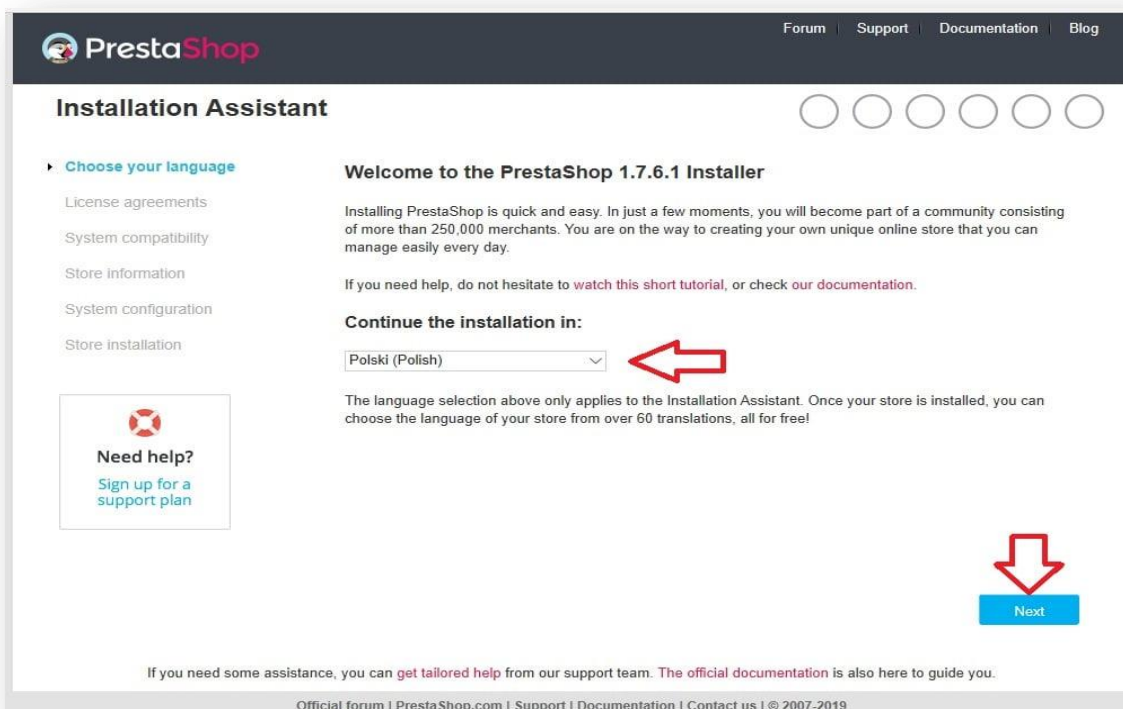 Forum Support Documentation Blog
PrestaShop
Installation Assistant
Choose your language
License agreements
System compatibility
Store information
System configuration
Store installation
Need help?
Sign up for a
support plan
Welcome to the PrestaShop 1.7.6.1 Installer
Installing PrestaShop is quick and easy. In just a few moments, you will become part of a community consisting
of more than 250,000 merchants. You are on the way to creating your own unique online store that you can
manage easily every day.
If you need help, do not hesitate to watch this short tutorial, or check our documentation.
Continue the installation in:
Polski (Polish)
The language selection above only applies to the Installation Assistant. Once your store is installed, you can
choose the language of your store from over 60 translations, all for free!
Next
If you need some assistance, you can get tailored help from our support team. The official documentation is also here to guide you.
Official forum | PrestaShop.com | Support | Documentation | Contact us | © 2007-2019